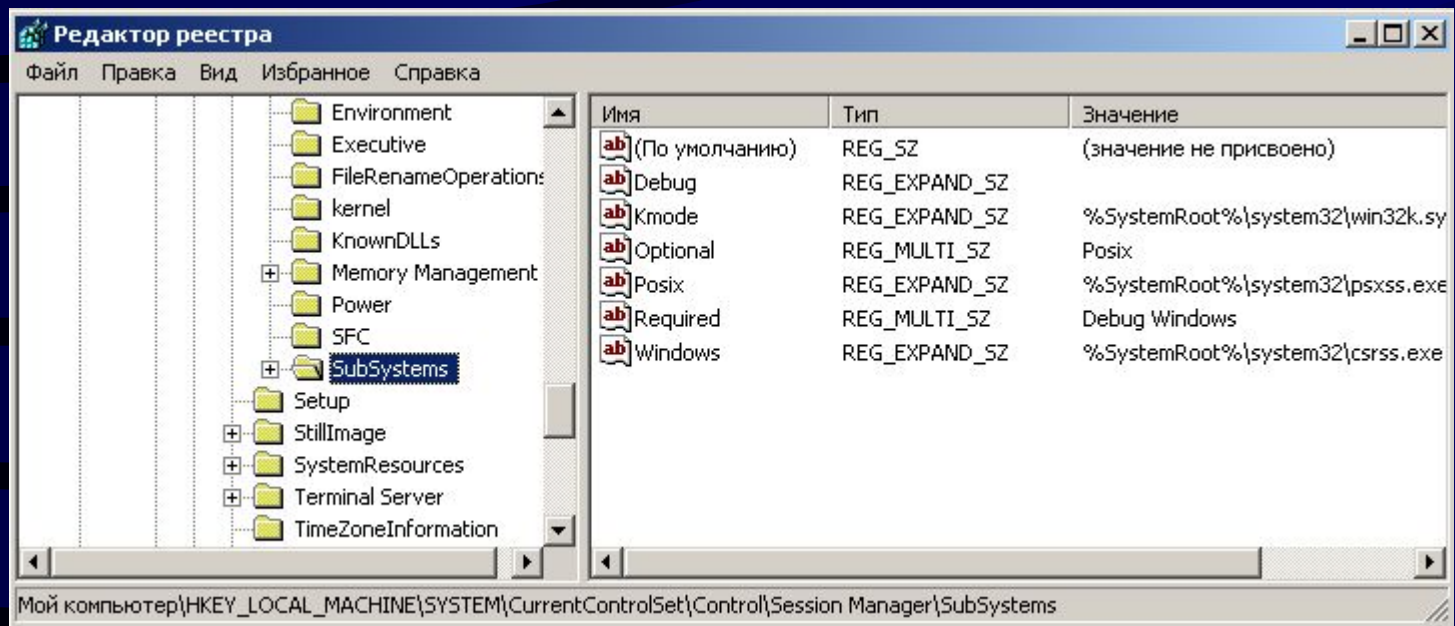 Редактор реестра
Файл Правка Вид Избранное Справка
Environment
Executive
FileRenameOperations
kernel
KnownDLLs
Memory Management
Power
SFC
SubSystems
Setup
StillImage
SystemResources
Terminal Server
TimeZoneInformation
Имя Тип Значение
(По умолчанию) REG_SZ (значение не присвоено)
Debug REG_EXPAND_SZ
Kmode REG_EXPAND_SZ %SystemRoot%\system32\win32k.sy
Optional REG_MULTI_SZ Posix
Posix REG_EXPAND_SZ %SystemRoot%\system32\psxss.exe
Required REG_MULTI_SZ Debug Windows
Windows REG_EXPAND_SZ %SystemRoot%\system32\csrss.exe
Мой компьютер\HKEY_LOCAL_MACHINE\SYSTEM\CurrentControlSet\Control\Session Manager\SubSystems